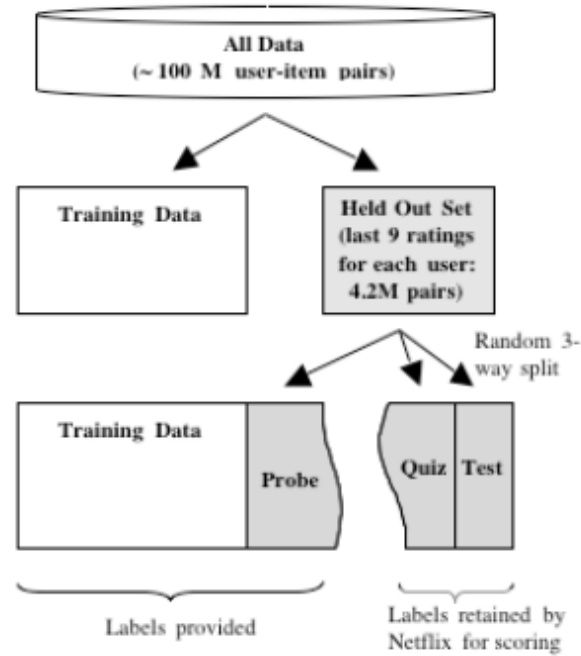 All Data
(~ 100 M user-item pairs)
Training Data
Held Out Set
(last 9 ratings
for each user:
4.2M pairs)
Random 3-
way split
Training Data
Probe
Quiz
Test
Labels provided
Labels retained by
Netflix for scoring